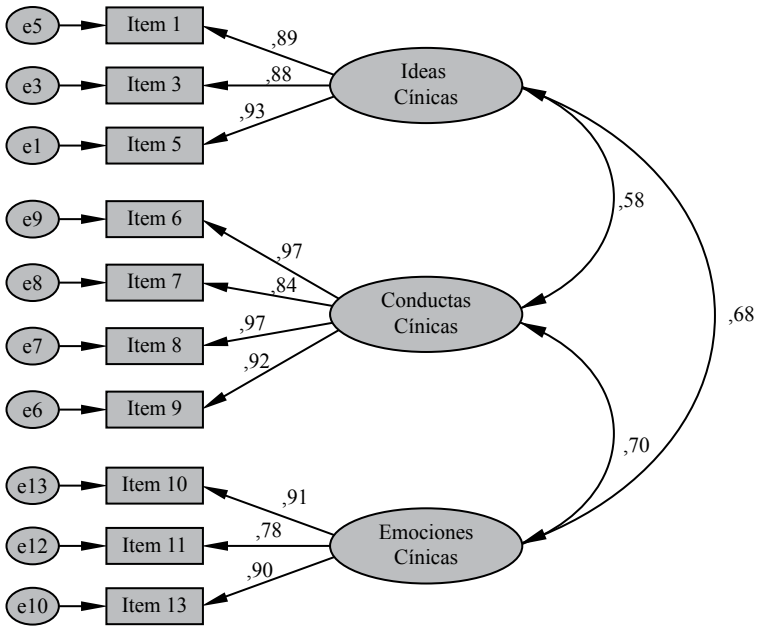 e5
Item 1
,89
e3
Item 3
,88
Ideas
Cínicas
e1
Item 5
,93
e9
Item 6
,97
,58
e8
Item 7
,84
Conductas
Cínicas
e7
Item 8
,97
,68
e6
Item 9
,92
,70
e13
Item 10
,91
e12
Item 11
,78
Emociones
Cínicas
e10
Item 13
,90